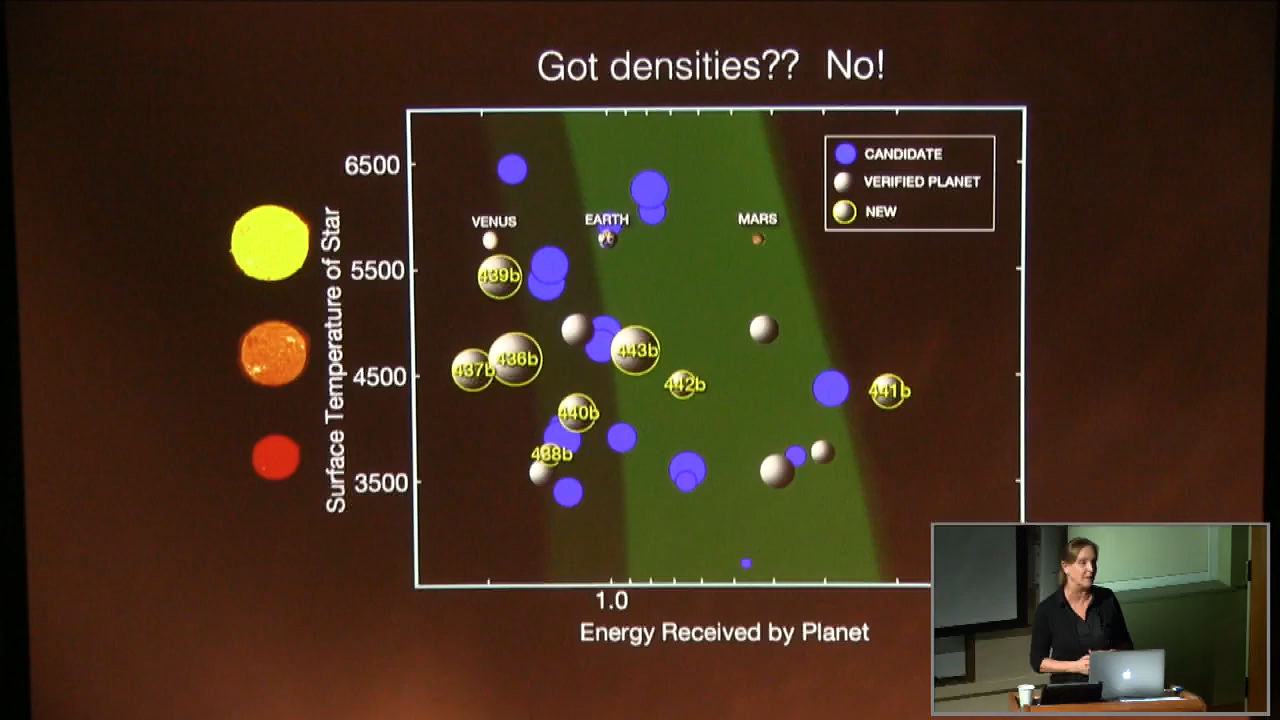 Got densities?? No!
CANDIDATE
VERIFIED PLANET
NEW
6500
5500
4500
3500
Surface Temperature of Star
VENUS
EARTH
MARS
439b
443b
436b
437b
442b
441b
440b
438b
1.0
Energy Received by Planet